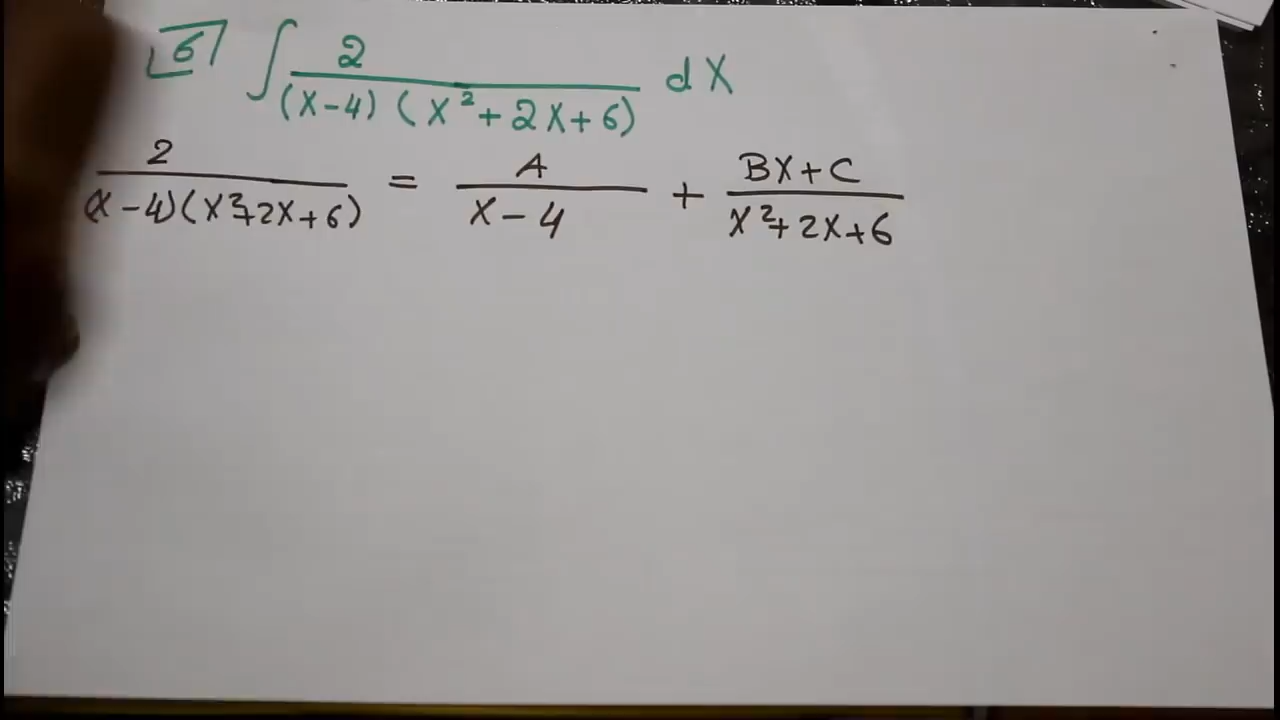 6 ∫ 2 / (x-4) (x² + 2x+6) dx
2 / (x-4)(x²+2x+6) = A / x-4 + Bx+C / x²+2x+6